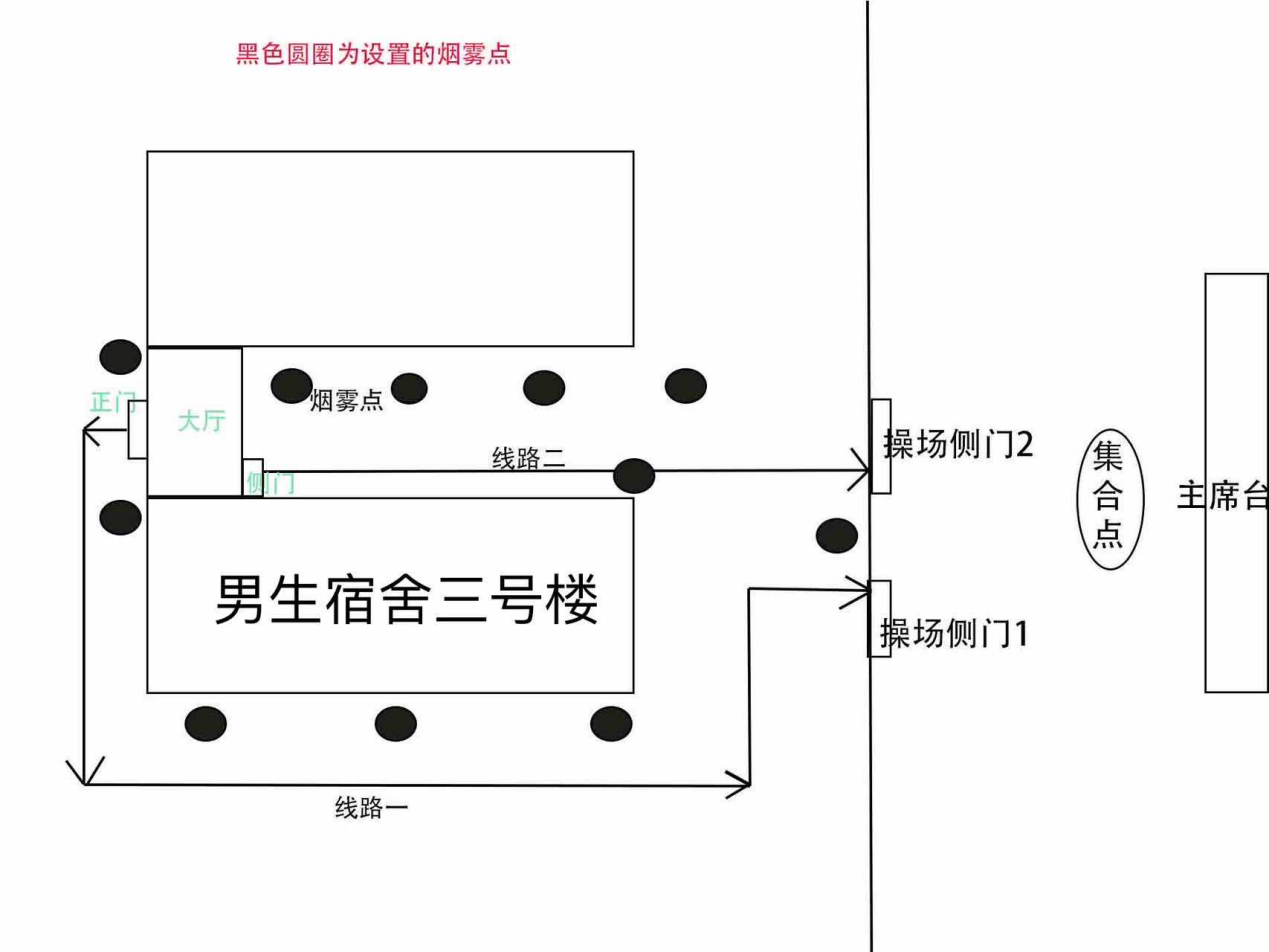 黑色圆圈为设置的烟雾点
正门
大厅
烟雾点
线路二
侧门
操场侧门2
集合点
主席台
男生宿舍三号楼
操场侧门1
线路一